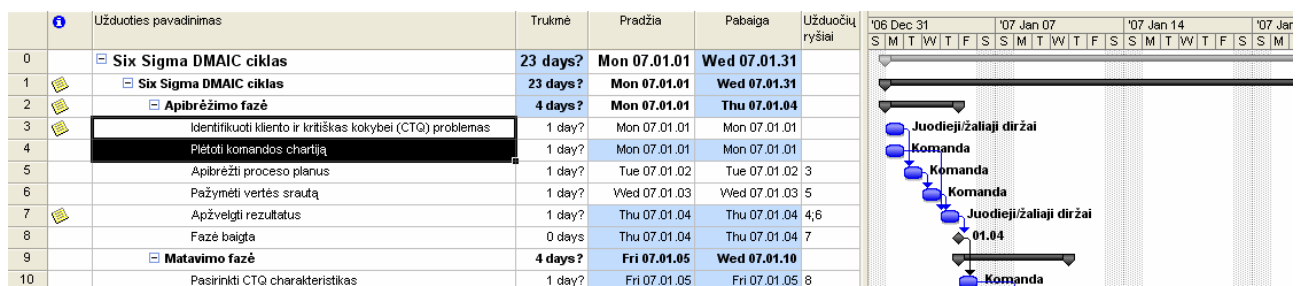 Užduoties pavadinimas Trukmė Pradžia Pabaiga Užduočių ryšiai '06 Dec 31 '07 Jan 07 '07 Jan 14 '07 Jan
S M T W T F S S M T W T F S S M T W T F S S M
0 Six Sigma DMAIC ciklas 23 days? Mon 07.01.01 Wed 07.01.31
1 Six Sigma DMAIC ciklas 23 days? Mon 07.01.01 Wed 07.01.31
2 Apibrėžimo fazė 4 days? Mon 07.01.01 Thu 07.01.04
3 Identifikuoti kliento ir kritiškas kokybei (CTQ) problemas 1 day? Mon 07.01.01 Mon 07.01.01 Juodieji/žaliaji diržai
4 Plėtoti komandos chartiją 1 day? Mon 07.01.01 Mon 07.01.01 Komanda
5 Apibrėžti proceso planus 1 day? Tue 07.01.02 Tue 07.01.02 3 Komanda
6 Pažymėti vertės srautą 1 day? Wed 07.01.03 Wed 07.01.03 5 Komanda
7 Apžvelgti rezultatus 1 day? Thu 07.01.04 Thu 07.01.04 4;6 Juodieji/žaliaji diržai
8 Fazė baigta 0 days Thu 07.01.04 Thu 07.01.04 7 01.04
9 Matavimo fazė 4 days? Fri 07.01.05 Wed 07.01.10
10 Pasirinkti CTQ charakteristikas 1 day? Fri 07.01.05 Fri 07.01.05 8 Komanda